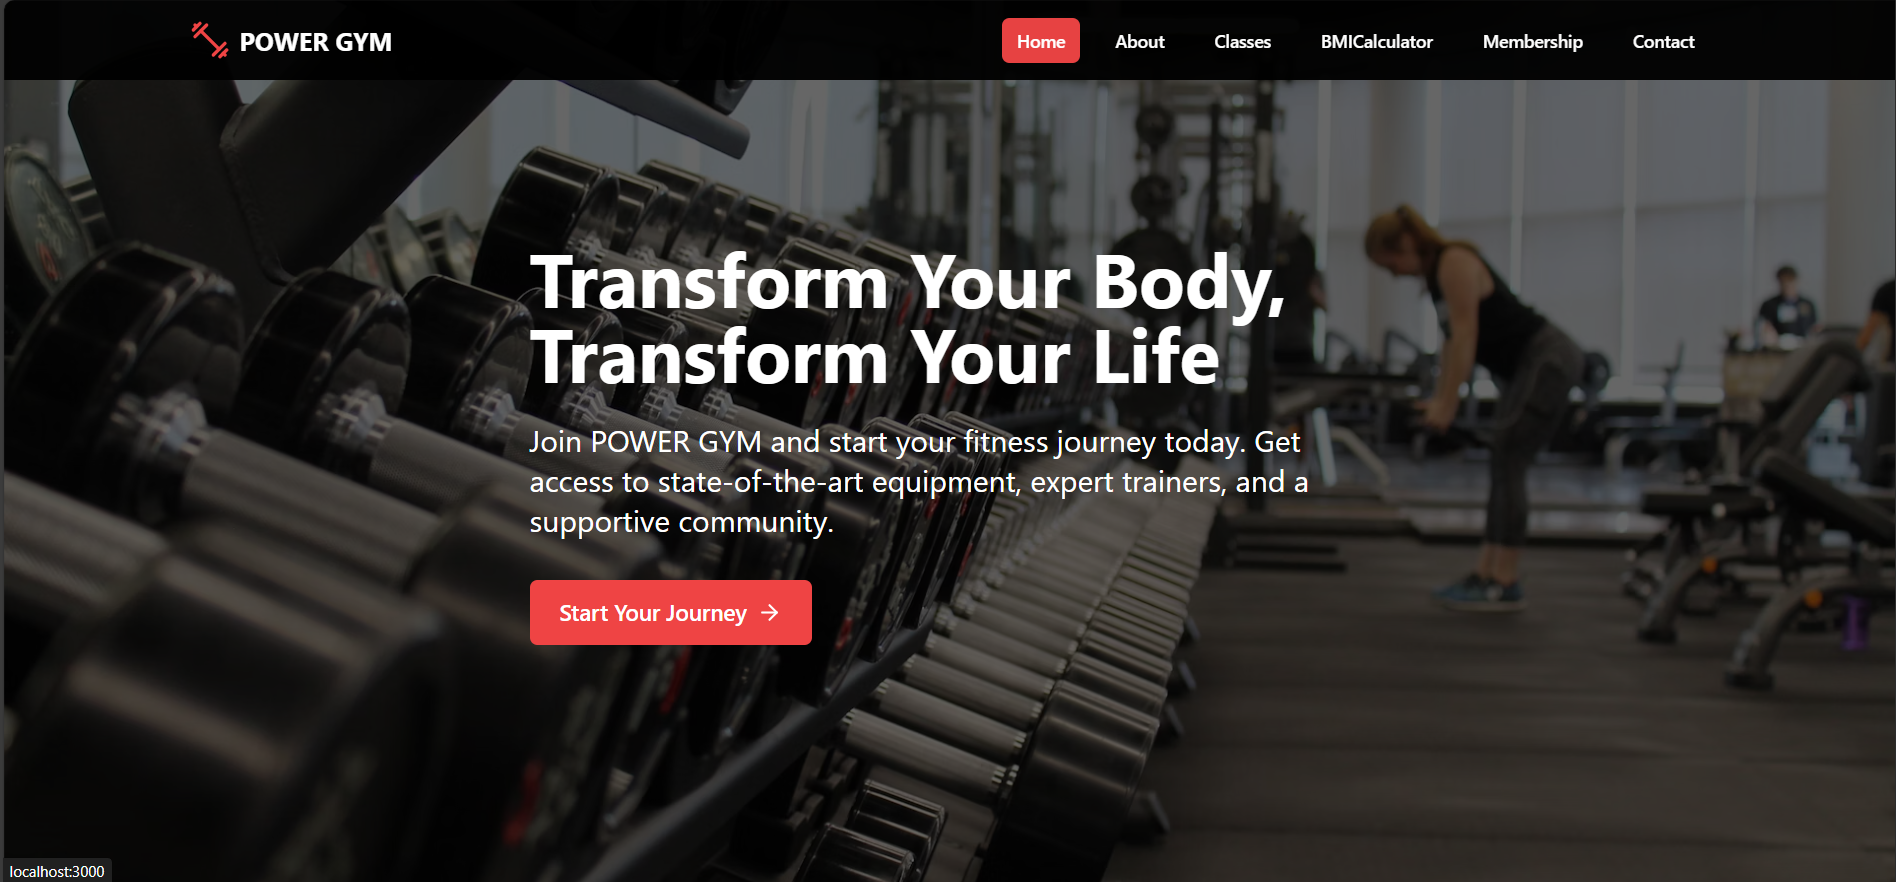 POWER GYM
Home
About
Classes
BMICalculator
Membership
Contact
Transform Your Body,
Transform Your Life
Join POWER GYM and start your fitness journey today. Get
access to state-of-the-art equipment, expert trainers, and a
supportive community.
Start Your Journey →
localhost:3000